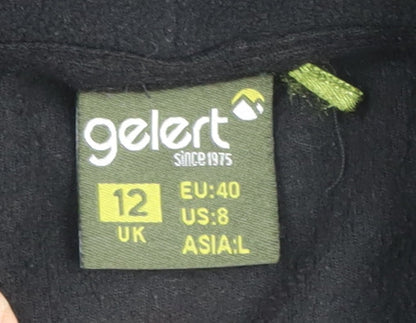 gelert
SINCE 1975
12
UK
EU:40
US:8
ASIA:L